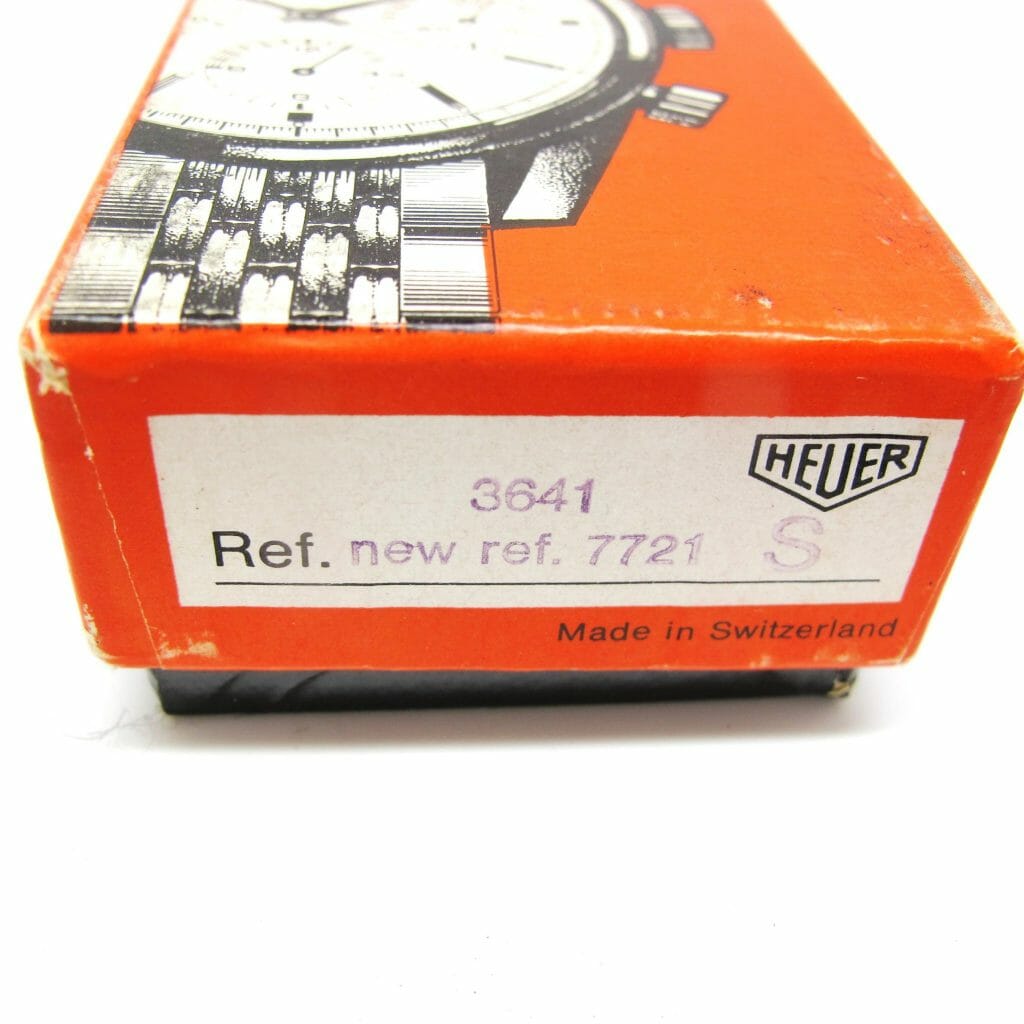 HEUER
3641
Ref. new ref. 7721 S
Made in Switzerland